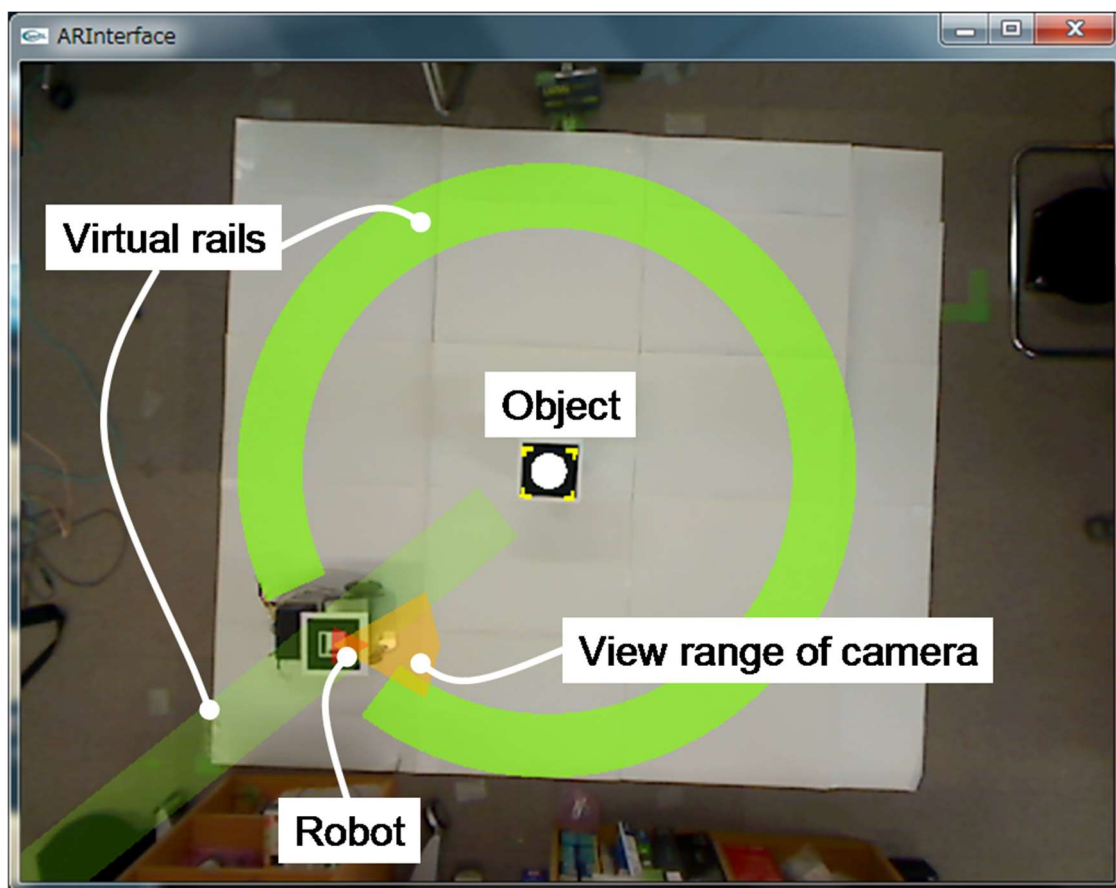 ARInterface
Virtual rails
Object
View range of camera
Robot